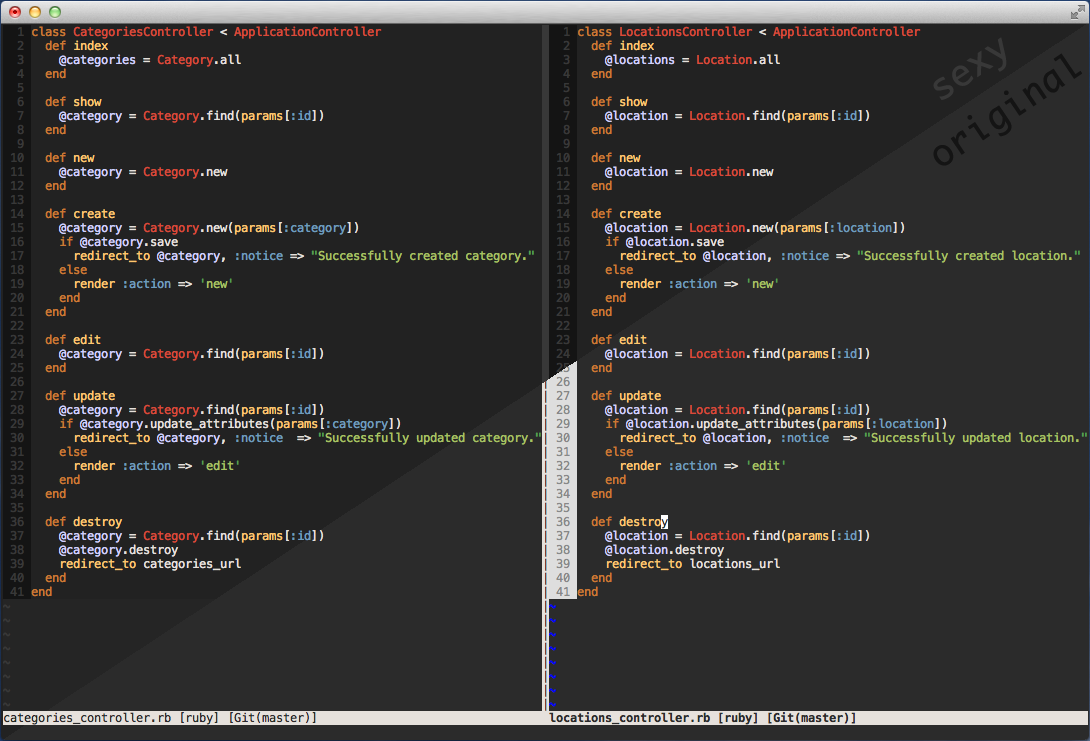 1 class CategoriesController < ApplicationController
2   def index
3     @categories = Category.all
4   end
5
6   def show
7     @category = Category.find(params[:id])
8   end
9
10   def new
11     @category = Category.new
12   end
13
14   def create
15     @category = Category.new(params[:category])
16     if @category.save
17       redirect_to @category, :notice => "Successfully created category."
18     else
19       render :action => 'new'
20     end
21   end
22
23   def edit
24     @category = Category.find(params[:id])
25   end
26
27   def update
28     @category = Category.find(params[:id])
29     if @category.update_attributes(params[:category])
30       redirect_to @category, :notice  => "Successfully updated category."
31     else
32       render :action => 'edit'
33     end
34   end
35
36   def destroy
37     @category = Category.find(params[:id])
38     @category.destroy
39     redirect_to categories_url
40   end
41 end
~
~
~
~
~
~
~
~
categories_controller.rb [ruby] [Git(master)]
1 class LocationsController < ApplicationController
2   def index
3     @locations = Location.all
4   end
5
6   def show
7     @location = Location.find(params[:id])
8   end
9
10   def new
11     @location = Location.new
12   end
13
14   def create
15     @location = Location.new(params[:location])
16     if @location.save
17       redirect_to @location, :notice => "Successfully created location."
18     else
19       render :action => 'new'
20     end
21   end
22
23   def edit
24     @location = Location.find(params[:id])
25   end
26
27   def update
28     @location = Location.find(params[:id])
29     if @location.update_attributes(params[:location])
30       redirect_to @location, :notice  => "Successfully updated location."
31     else
32       render :action => 'edit'
33     end
34   end
35
36   def destroy
37     @location = Location.find(params[:id])
38     @location.destroy
39     redirect_to locations_url
40   end
41 end
~
~
~
~
~
~
~
~
locations_controller.rb [ruby] [Git(master)]
sexy
original